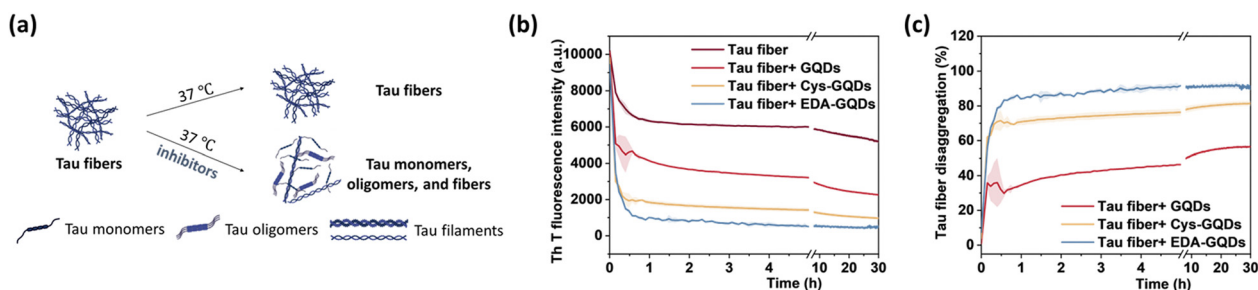 (a)
37 °C
Tau fibers
37 °C
inhibitors
Tau fibers
Tau monomers,
oligomers, and fibers
Tau monomers
Tau oligomers
Tau filaments
(b)
Th T fluorescence intensity (a.u.)
10000
8000
6000
4000
2000
0
Tau fiber
Tau fiber+ GQDs
Tau fiber+ Cys-GQDs
Tau fiber+ EDA-GQDs
0 1 2 3 4 10 20 30
Time (h)
(c)
Tau fiber disaggregation (%)
120
100
80
60
40
20
0
Tau fiber+ GQDs
Tau fiber+ Cys-GQDs
Tau fiber+ EDA-GQDs
0 1 2 3 4 10 20 30
Time (h)